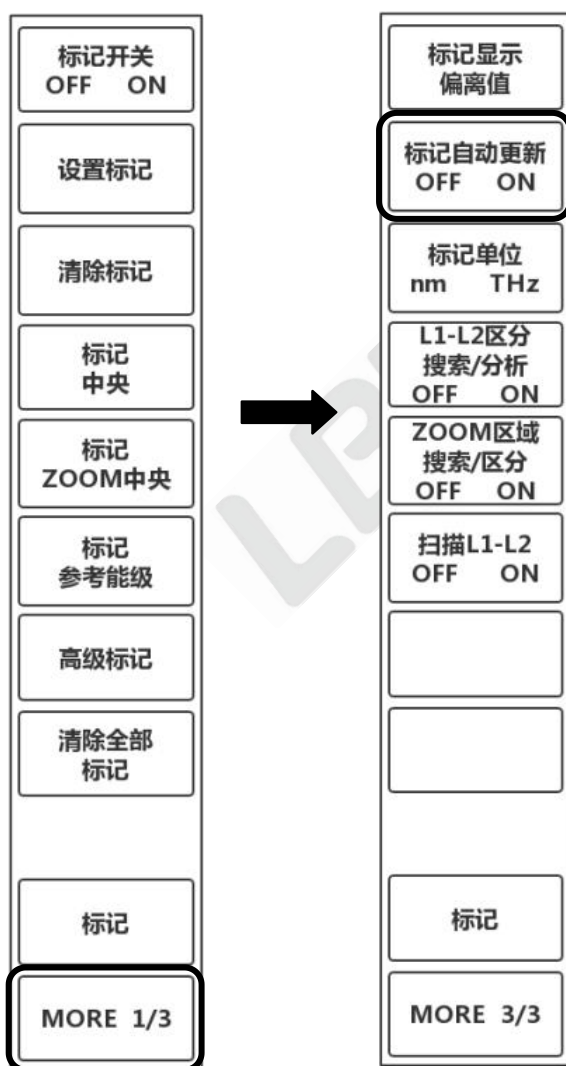 标记开关
OFF ON
设置标记
清除标记
标记
中央
标记
ZOOM中央
标记
参考能级
高级标记
清除全部
标记
标记
MORE 1/3
标记显示
偏离值
标记自动更新
OFF ON
标记单位
nm THz
L1-L2区分
搜索/分析
OFF ON
ZOOM区域
搜索/区分
OFF ON
扫描L1-L2
OFF ON
标记
MORE 3/3